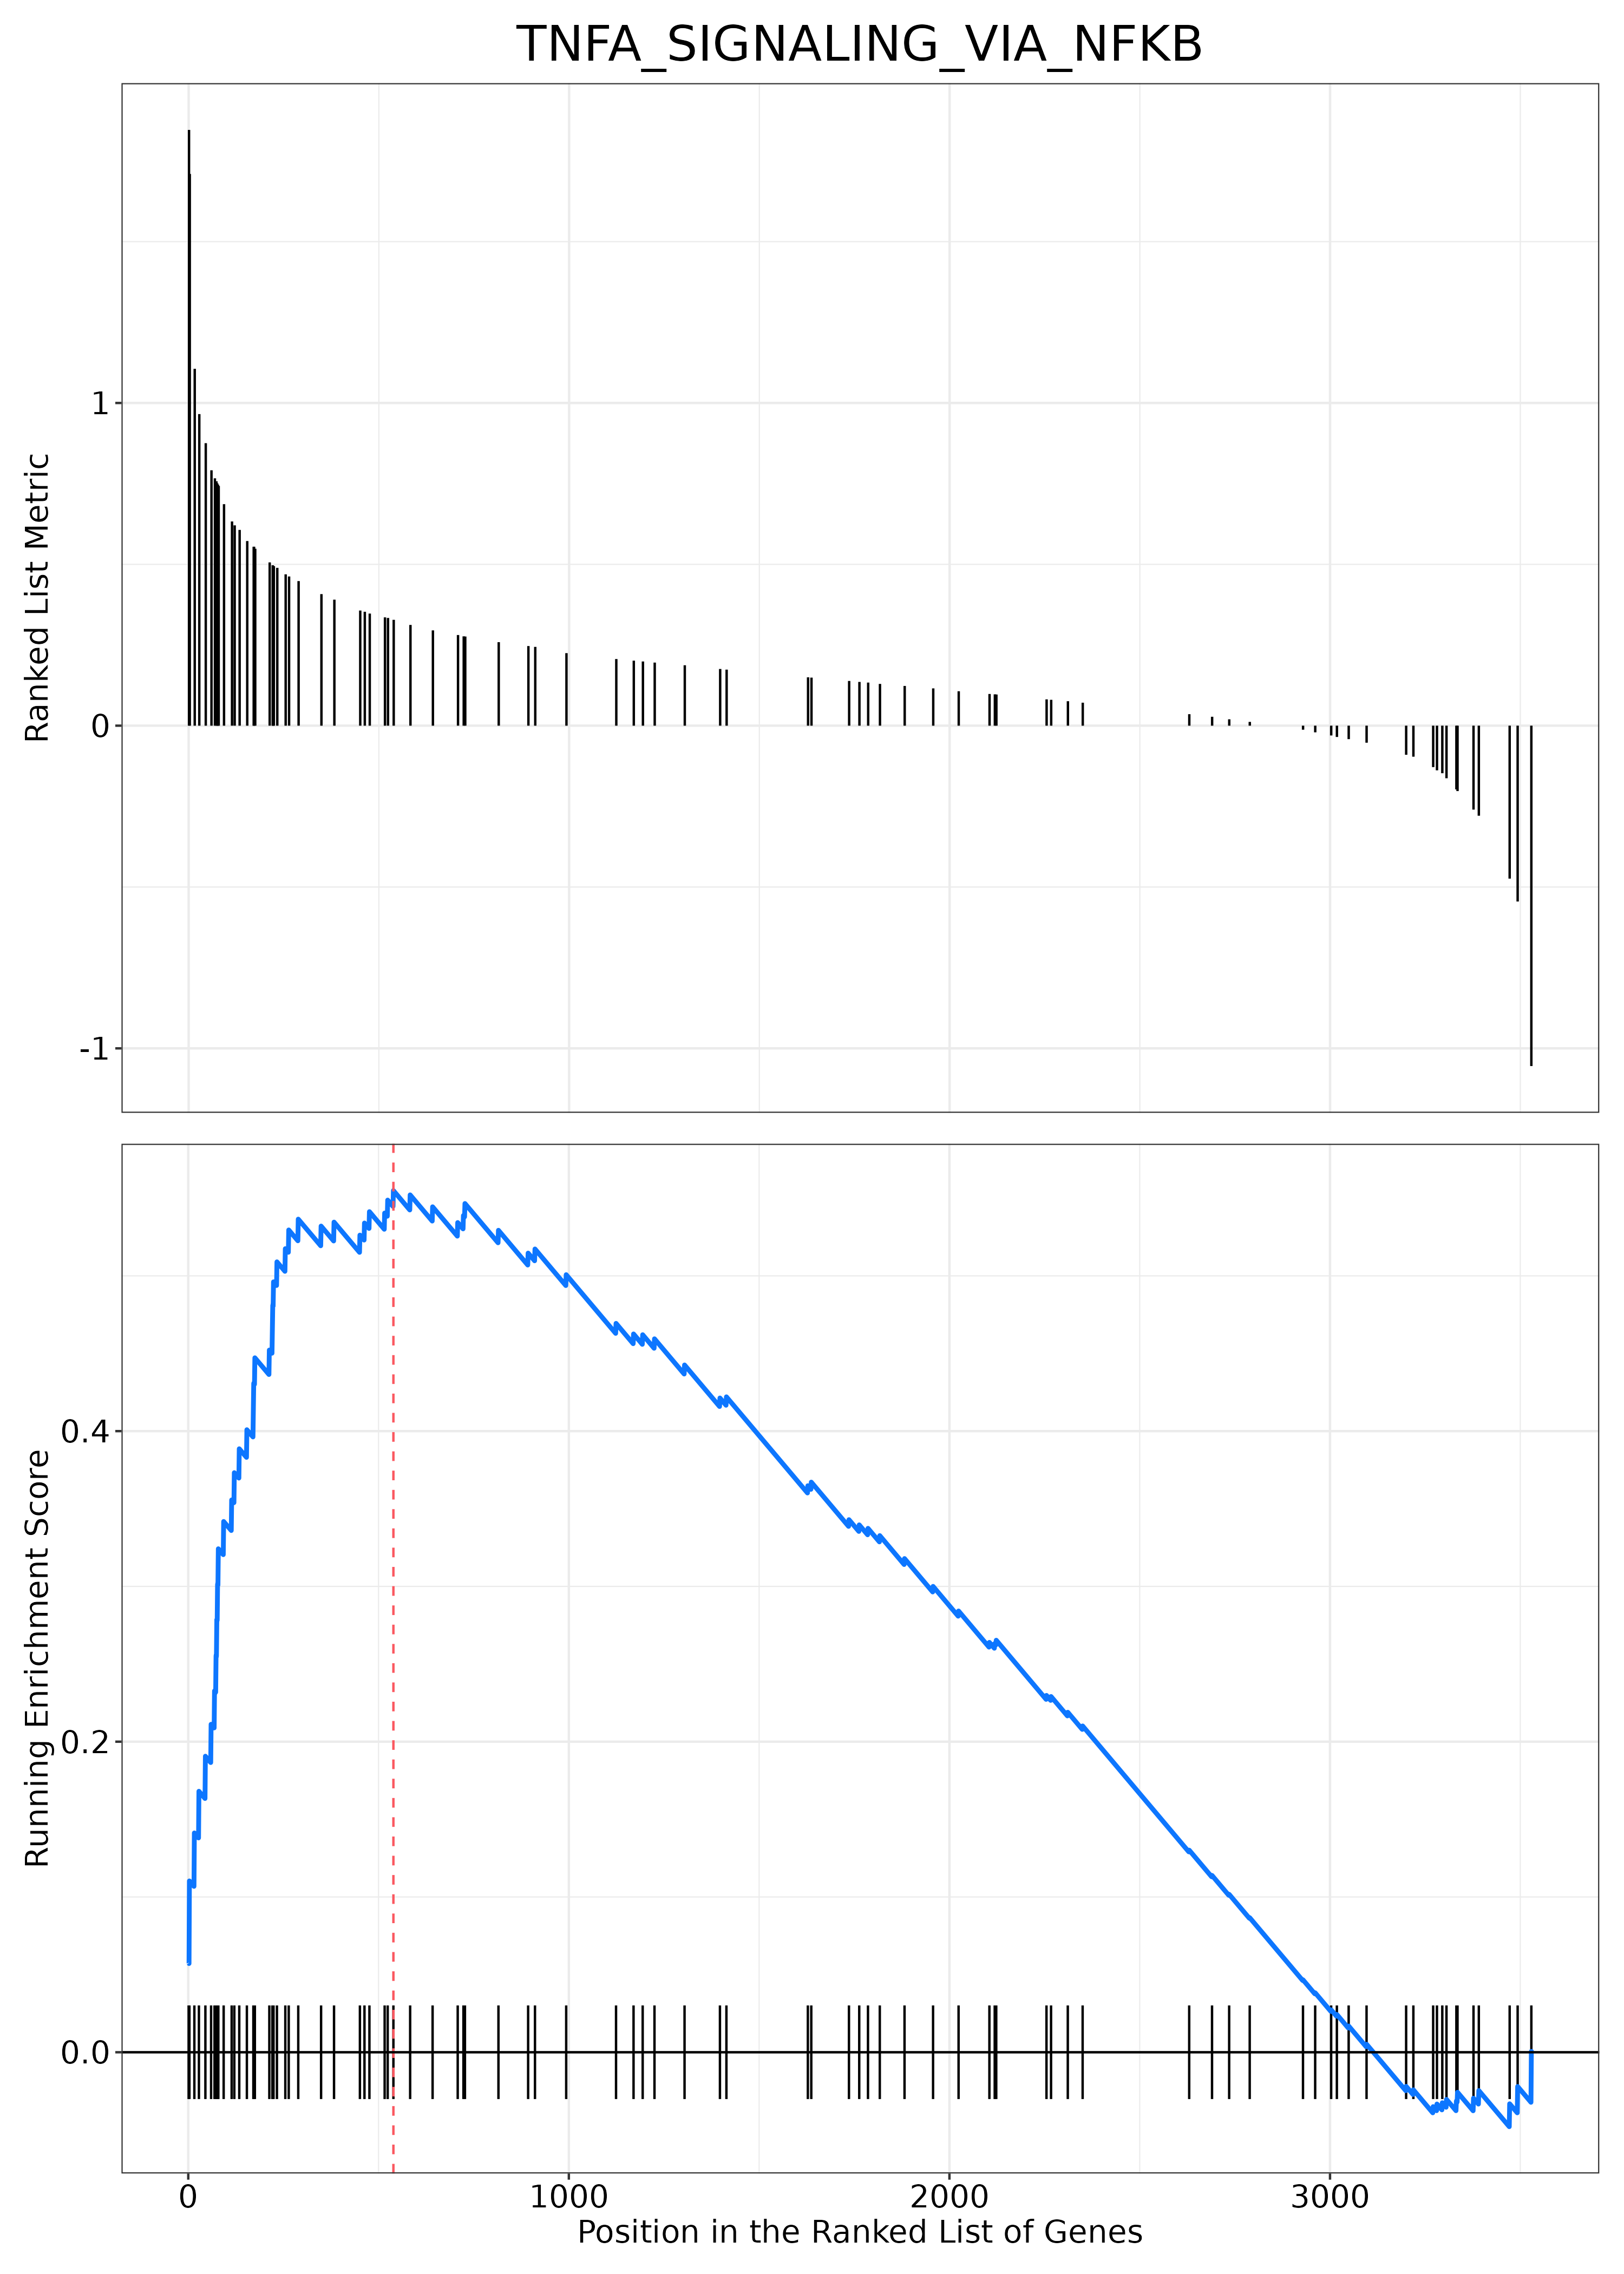 TNFA_SIGNALING_VIA_NFKB
Ranked List Metric
1
0
-1
Running Enrichment Score
0.4
0.2
0.0
0 1000 2000 3000
Position in the Ranked List of Genes